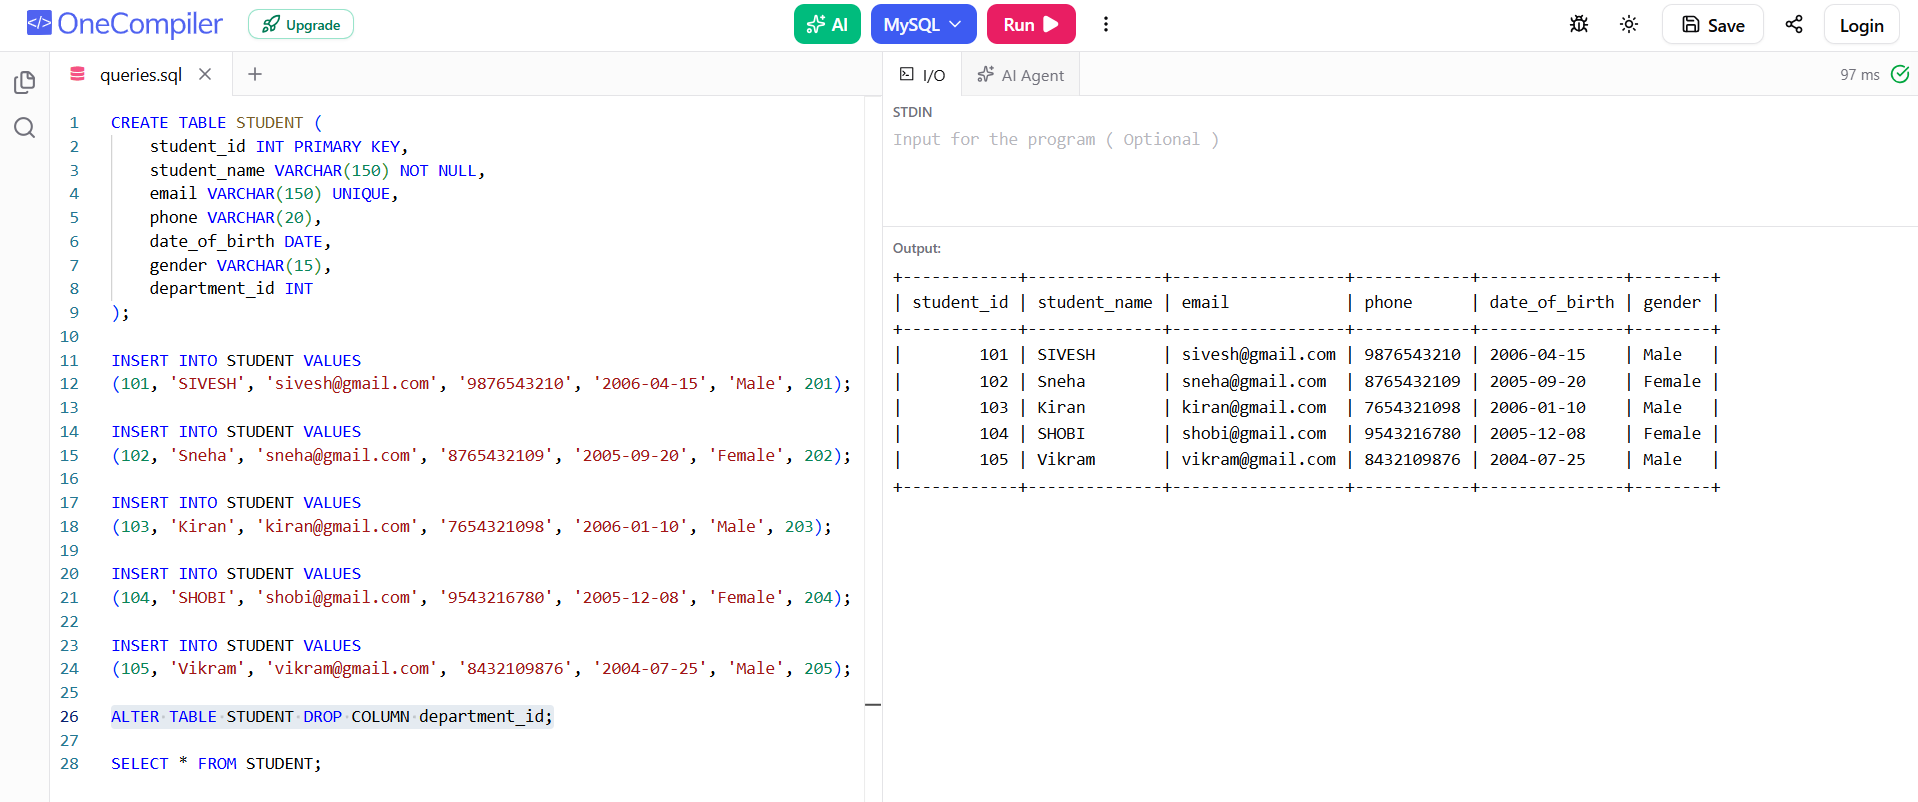 OneCompiler Upgrade AI MySQL Run Save Login
queries.sql
1 CREATE TABLE STUDENT (
2 student_id INT PRIMARY KEY,
3 student_name VARCHAR(150) NOT NULL,
4 email VARCHAR(150) UNIQUE,
5 phone VARCHAR(20),
6 date_of_birth DATE,
7 gender VARCHAR(15),
8 department_id INT
9 );
10
11 INSERT INTO STUDENT VALUES
12 (101, 'SIVESH', 'sivesh@gmail.com', '9876543210', '2006-04-15', 'Male', 201);
13
14 INSERT INTO STUDENT VALUES
15 (102, 'Sneha', 'sneha@gmail.com', '8765432109', '2005-09-20', 'Female', 202);
16
17 INSERT INTO STUDENT VALUES
18 (103, 'Kiran', 'kiran@gmail.com', '7654321098', '2006-01-10', 'Male', 203);
19
20 INSERT INTO STUDENT VALUES
21 (104, 'SHOBI', 'shobi@gmail.com', '9543216780', '2005-12-08', 'Female', 204);
22
23 INSERT INTO STUDENT VALUES
24 (105, 'Vikram', 'vikram@gmail.com', '8432109876', '2004-07-25', 'Male', 205);
25
26 ALTER TABLE STUDENT DROP COLUMN department_id;
27
28 SELECT * FROM STUDENT;
I/O AI Agent 97 ms
STDIN
Input for the program ( Optional )
Output:
+------------+--------------+------------------+------------+---------------+--------+
| student_id | student_name | email | phone | date_of_birth | gender |
+------------+--------------+------------------+------------+---------------+--------+
| 101 | SIVESH | sivesh@gmail.com | 9876543210 | 2006-04-15 | Male |
| 102 | Sneha | sneha@gmail.com | 8765432109 | 2005-09-20 | Female |
| 103 | Kiran | kiran@gmail.com | 7654321098 | 2006-01-10 | Male |
| 104 | SHOBI | shobi@gmail.com | 9543216780 | 2005-12-08 | Female |
| 105 | Vikram | vikram@gmail.com | 8432109876 | 2004-07-25 | Male |
+------------+--------------+------------------+------------+---------------+--------+